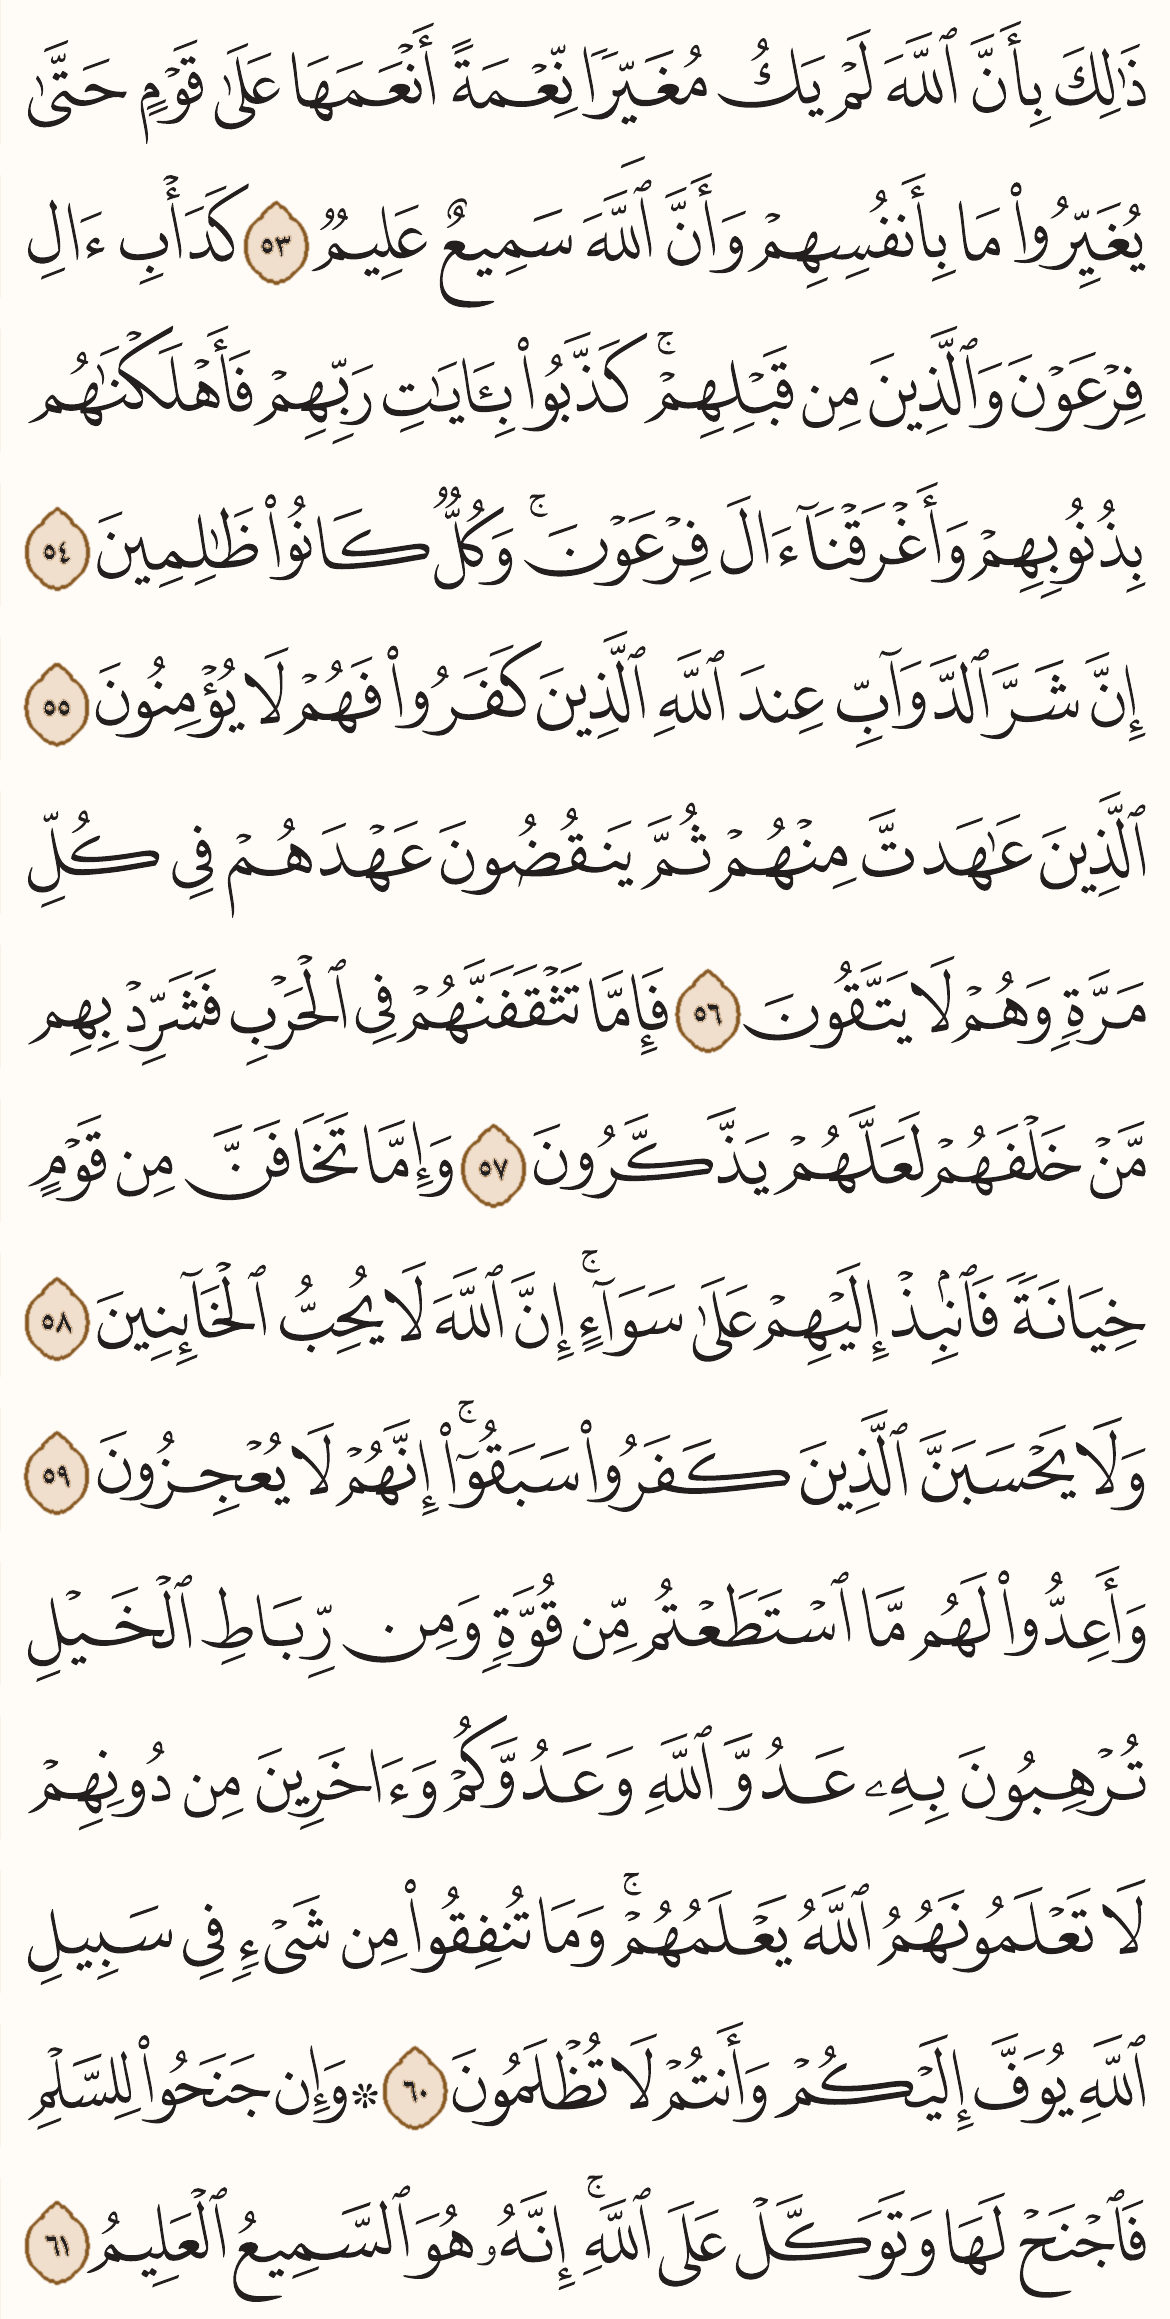 ذَٰلِكَ بِأَنَّ ٱللَّهَ لَمۡ يَكُ مُغَيِّرٗا نِّعۡمَةً أَنۡعَمَهَا عَلَىٰ قَوۡمٍ حَتَّىٰ
يُغَيِّرُواْ مَا بِأَنفُسِهِمۡ وَأَنَّ ٱللَّهَ سَمِيعٌ عَلِيمٞ ٥٣ كَدَأۡبِ ءَالِ
فِرۡعَوۡنَ وَٱلَّذِينَ مِن قَبۡلِهِمۡۚ كَذَّبُواْ بِـَٔايَٰتِ رَبِّهِمۡ فَأَهۡلَكۡنَٰهُم
بِذُنُوبِهِمۡ وَأَغۡرَقۡنَآ ءَالَ فِرۡعَوۡنَۚ وَكُلّٞ كَانُواْ ظَٰلِمِينَ ٥٤
إِنَّ شَرَّ ٱلدَّوَآبِّ عِندَ ٱللَّهِ ٱلَّذِينَ كَفَرُواْ فَهُمۡ لَا يُؤۡمِنُونَ ٥٥
ٱلَّذِينَ عَٰهَدتَّ مِنۡهُمۡ ثُمَّ يَنقُضُونَ عَهۡدَهُمۡ فِي كُلِّ
مَرَّةٖ وَهُمۡ لَا يَتَّقُونَ ٥٦ فَإِمَّا تَثۡقَفَنَّهُمۡ فِي ٱلۡحَرۡبِ فَشَرِّدۡ بِهِم
مَّنۡ خَلۡفَهُمۡ لَعَلَّهُمۡ يَذَّكَّرُونَ ٥٧ وَإِمَّا تَخَافَنَّ مِن قَوۡمٍ
خِيَانَةٗ فَٱنۢبِذۡ إِلَيۡهِمۡ عَلَىٰ سَوَآءٍۚ إِنَّ ٱللَّهَ لَا يُحِبُّ ٱلۡخَآئِنِينَ ٥٨
وَلَا يَحۡسَبَنَّ ٱلَّذِينَ كَفَرُواْ سَبَقُوٓاْۚ إِنَّهُمۡ لَا يُعۡجِزُونَ ٥٩
وَأَعِدُّواْ لَهُم مَّا ٱسۡتَطَعۡتُم مِّن قُوَّةٖ وَمِن رِّبَاطِ ٱلۡخَيۡلِ
تُرۡهِبُونَ بِهِۦ عَدُوَّ ٱللَّهِ وَعَدُوَّكُمۡ وَءَاخَرِينَ مِن دُونِهِمۡ
لَا تَعۡلَمُونَهُمُ ٱللَّهُ يَعۡلَمُهُمۡۚ وَمَا تُنفِقُواْ مِن شَيۡءٖ فِي سَبِيلِ
ٱللَّهِ يُوَفَّ إِلَيۡكُمۡ وَأَنتُمۡ لَا تُظۡلَمُونَ ٦٠ ۞وَإِن جَنَحُواْ لِلسَّلۡمِ
فَٱجۡنَحۡ لَهَا وَتَوَكَّلۡ عَلَى ٱللَّهِۚ إِنَّهُۥ هُوَ ٱلسَّمِيعُ ٱلۡعَلِيمُ ٦١